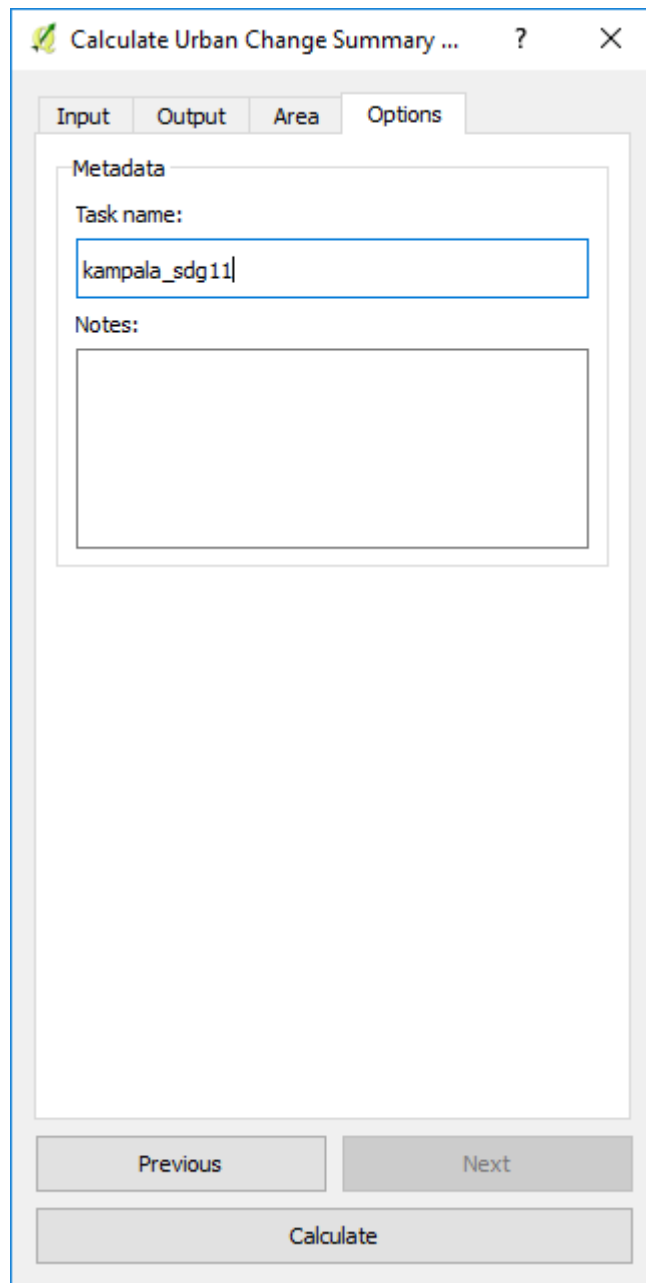 Calculate Urban Change Summary ...
Input Output Area Options
Metadata
Task name:
kampala_sdg11
Notes:
Previous Next
Calculate